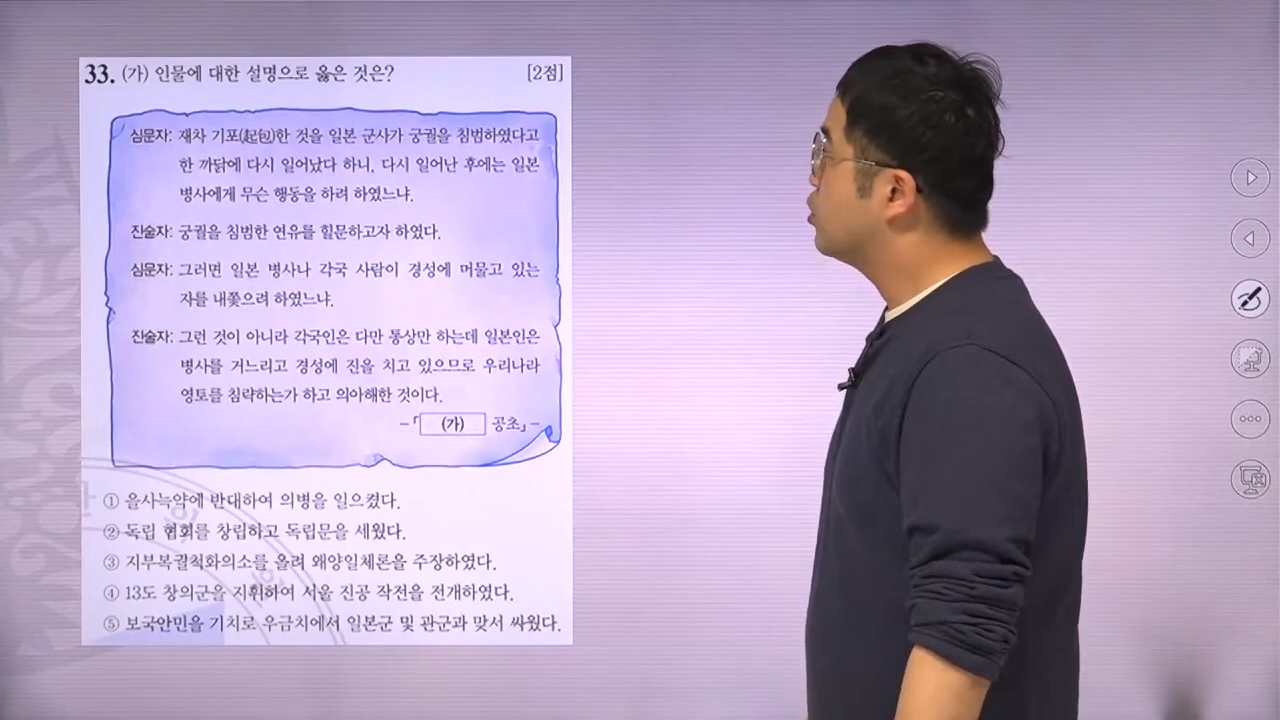 33. (가) 인물에 대한 설명으로 옳은 것은? [2점]
심문자: 재차 기포(起包)한 것을 일본 군사가 궁궐을 침범하였다고
한 까닭에 다시 일어났다 하니, 다시 일어난 후에는 일본
병사에게 무슨 행동을 하려 하였느냐.
진술자: 궁궐을 침범한 연유를 힐문하고자 하였다.
심문자: 그러면 일본 병사나 각국 사람이 경성에 머물고 있는
자를 내쫓으려 하였느냐.
진술자: 그런 것이 아니라 각국인은 다만 통상만 하는데 일본인은
병사를 거느리고 경성에 진을 치고 있으므로 우리나라
영토를 침략하는가 하고 의아해한 것이다.
-「 (가) 공초」-
① 을사늑약에 반대하여 의병을 일으켰다.
② 독립 협회를 창립하고 독립문을 세웠다.
③ 지부복궐척화의소를 올려 왜양일체론을 주장하였다.
④ 13도 창의군을 지휘하여 서울 진공 작전을 전개하였다.
⑤ 보국안민을 기치로 우금치에서 일본군 및 관군과 맞서 싸웠다.